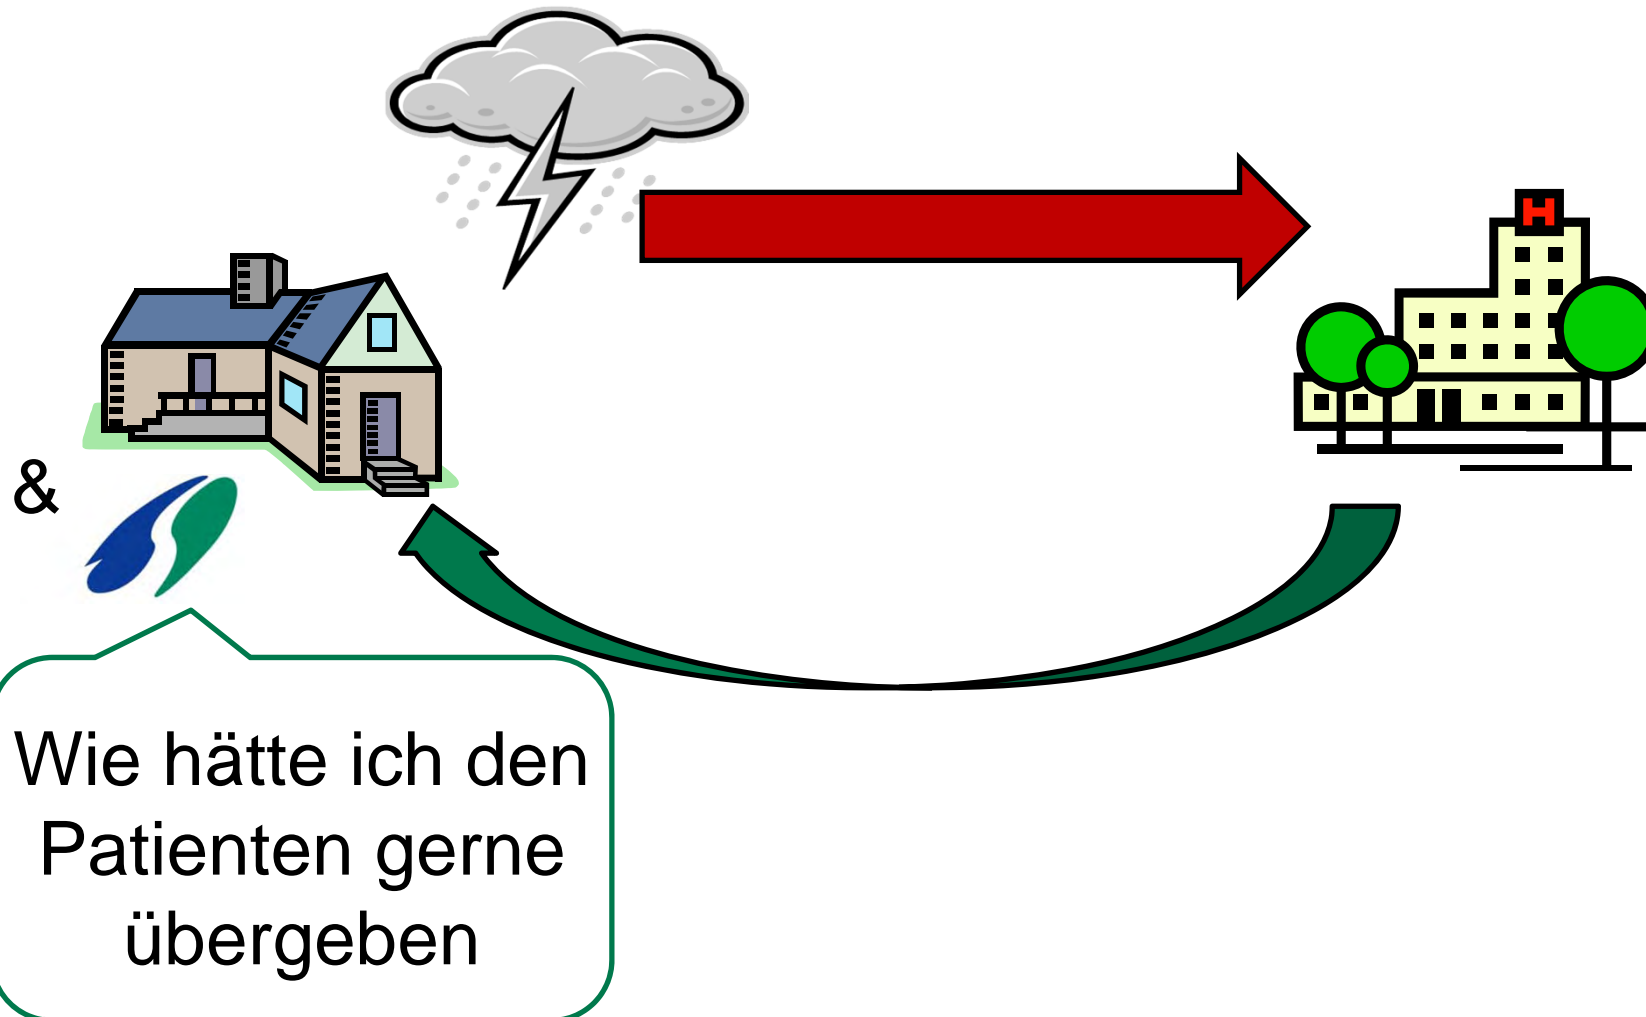 H
&
Wie hätte ich den
Patienten gerne
übergeben